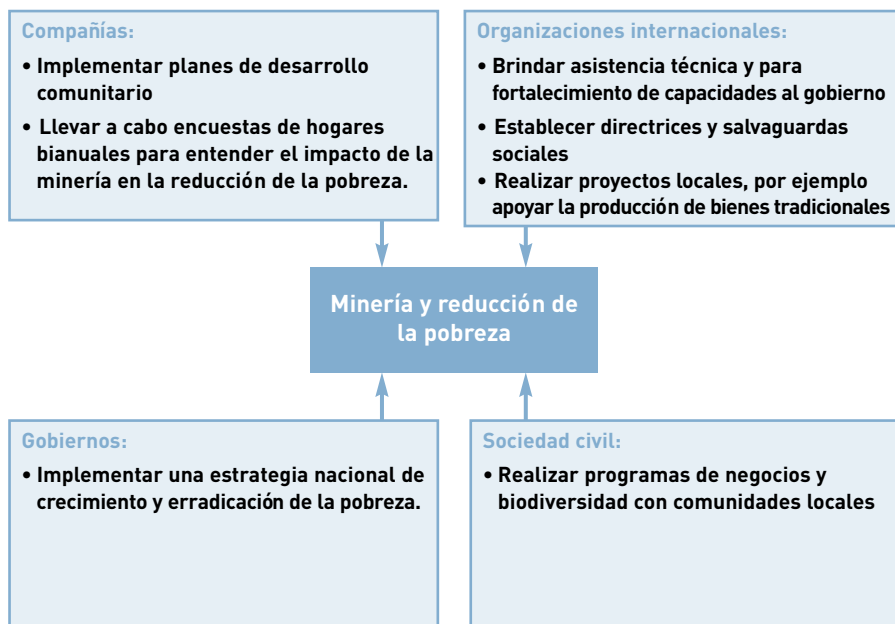 Compañías:
• Implementar planes de desarrollo
comunitario
• Llevar a cabo encuestas de hogares
bianuales para entender el impacto de la
minería en la reducción de la pobreza.
Organizaciones internacionales:
• Brindar asistencia técnica y para
fortalecimiento de capacidades al gobierno
• Establecer directrices y salvaguardas
sociales
• Realizar proyectos locales, por ejemplo
apoyar la producción de bienes tradicionales
Minería y reducción de
la pobreza
Gobiernos:
• Implementar una estrategia nacional de
crecimiento y erradicación de la pobreza.
Sociedad civil:
• Realizar programas de negocios y
biodiversidad con comunidades locales